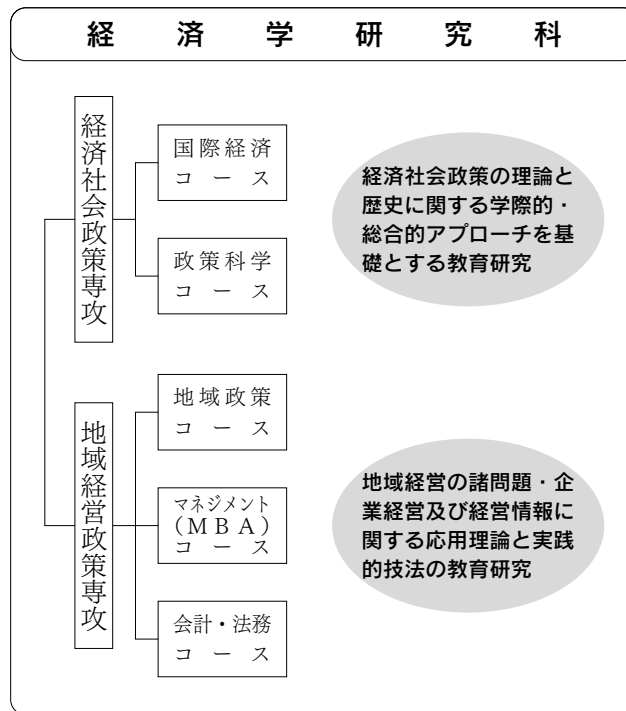 経済学研究科
経済社会政策専攻
国際経済
コース
政策科学
コース
経済社会政策の理論と
歴史に関する学際的・
総合的アプローチを基
礎とする教育研究
地域経営政策専攻
地域政策
コース
マネジメント
(MBA)
コース
会計・法務
コース
地域経営の諸問題・企
業経営及び経営情報に
関する応用理論と実践
的技法の教育研究